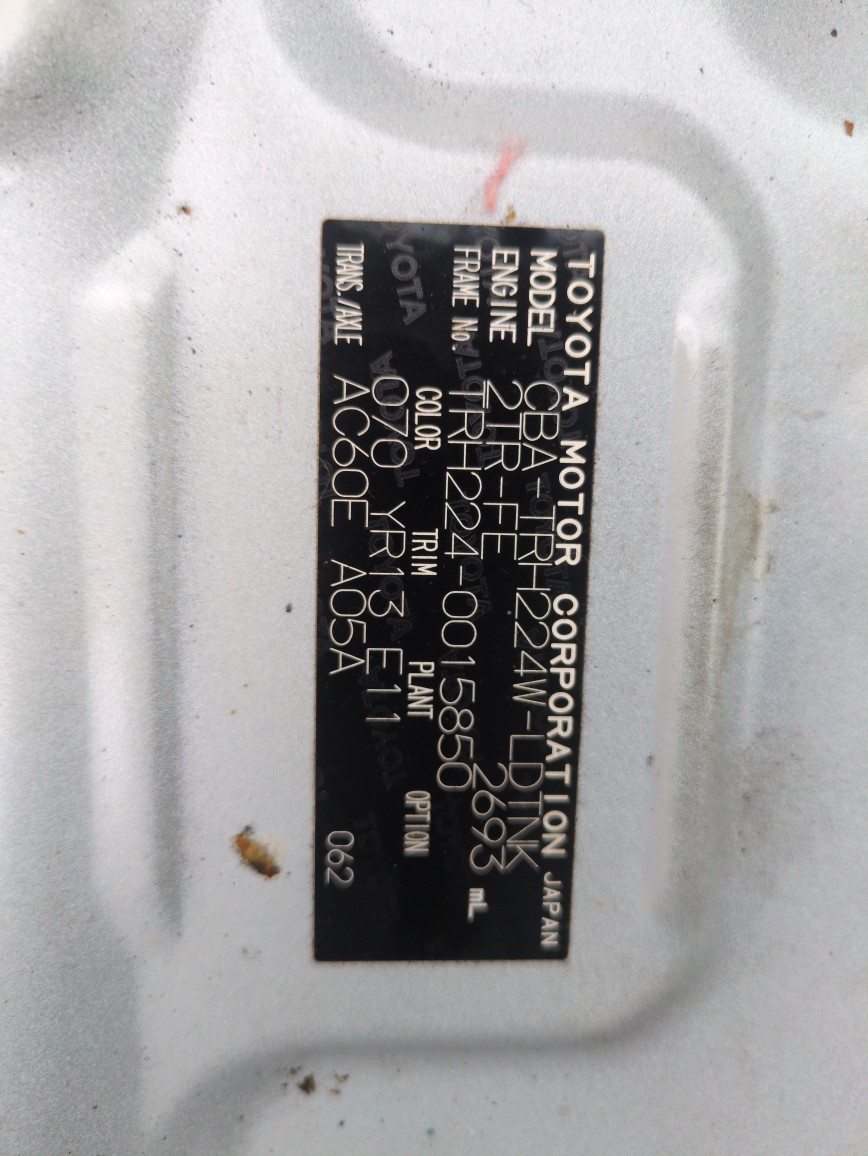 TOYOTA MOTOR CORPORATION JAPAN
MODEL CBA-TRH224W-LDTNK
ENGINE 2TR-FE 2693 mL
FRAME No. TRH224-0015850
COLOR TRIM PLANT OPTION
070 YR13 E11
TRANS./AXLE AC60E A05A 062